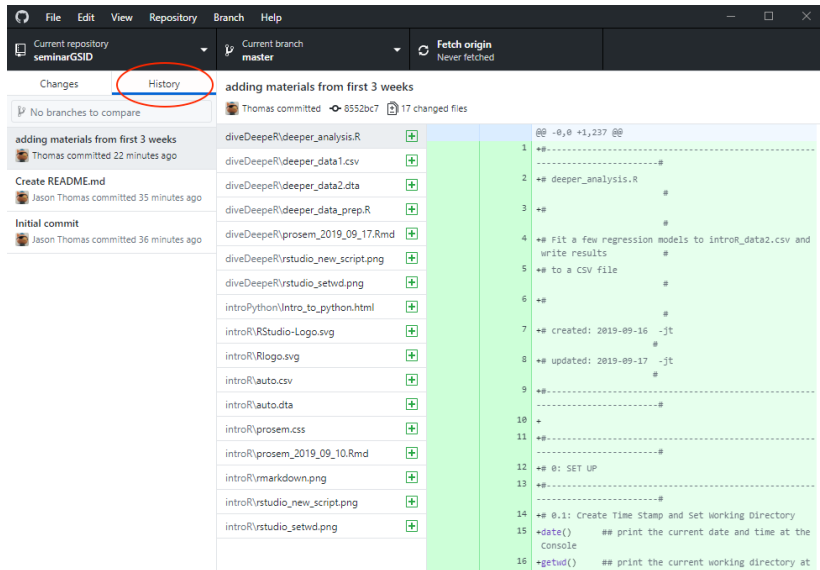 File Edit View Repository Branch Help
Current repository
seminarGSID
Current branch
master
Fetch origin
Never fetched
Changes History
No branches to compare
adding materials from first 3 weeks
Thomas committed 22 minutes ago
Create README.md
Jason Thomas committed 35 minutes ago
Initial commit
Jason Thomas committed 36 minutes ago
adding materials from first 3 weeks
Thomas committed 8552bc7 17 changed files
diveDeepeR\deeper_analysis.R
diveDeepeR\deeper_data1.csv
diveDeepeR\deeper_data2.dta
diveDeepeR\deeper_data_prep.R
diveDeepeR\prosem_2019_09_17.Rmd
diveDeepeR\rstudio_new_script.png
diveDeepeR\rstudio_setwd.png
introPython\Intro_to_python.html
introR\RStudio-Logo.svg
introR\Rlogo.svg
introR\auto.csv
introR\auto.dta
introR\prosem.css
introR\prosem_2019_09_10.Rmd
introR\rmarkdown.png
introR\rstudio_new_script.png
introR\rstudio_setwd.png
@@ -0,0 +1,237 @@
1 +#------------------------------------------------------
------------------------#
2 +# deeper_analysis.R
#
3 +#
#
4 +# Fit a few regression models to introR_data2.csv and
write results #
5 +# to a CSV file
#
6 +#
#
7 +# created: 2019-09-16 -jt
#
8 +# updated: 2019-09-17 -jt
#
9 +#------------------------------------------------------
------------------------#
10 +
11 +#------------------------------------------------------
------------------------#
12 +# 0: SET UP
13 +#------------------------------------------------------
------------------------#
14 +# 0.1: Create Time Stamp and Set Working Directory
15 +date() ## print the current date and time at the
Console
16 +getwd() ## print the current working directory at